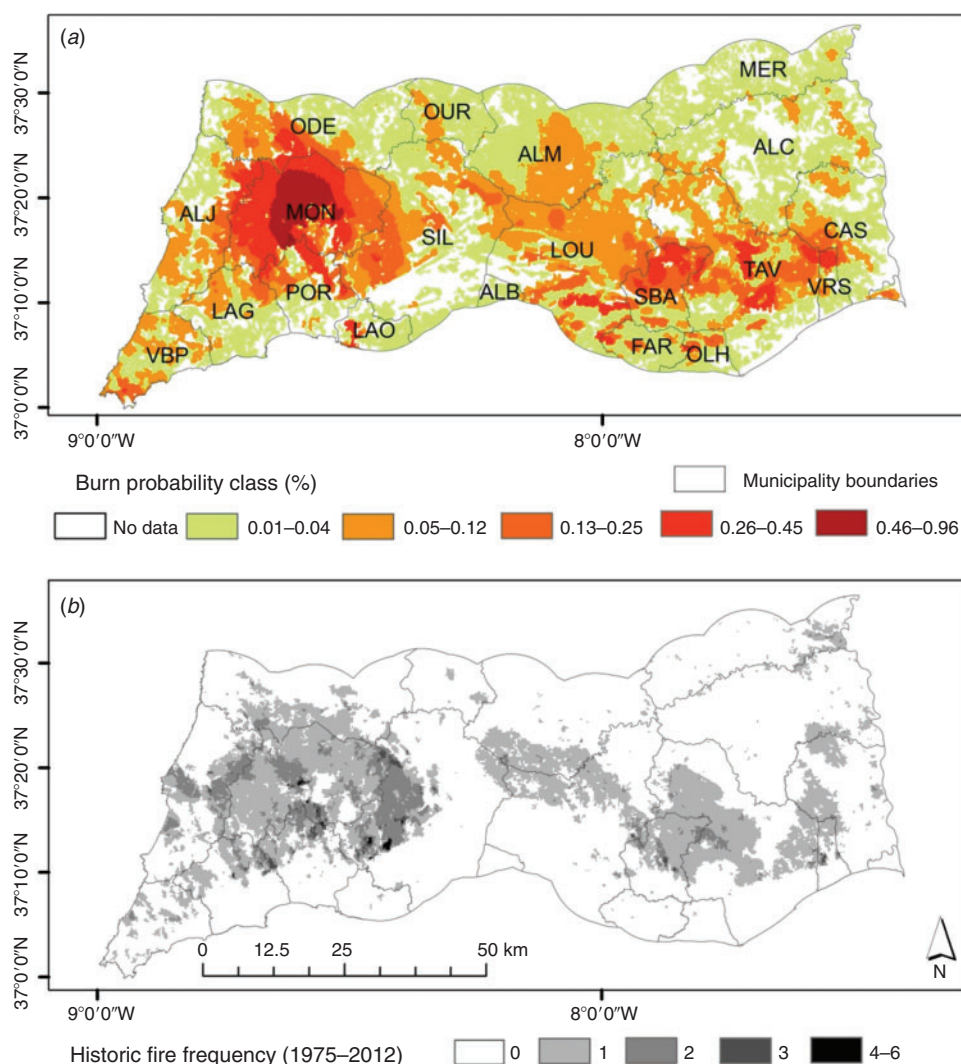 (a)
37°30′0″N
37°20′0″N
37°10′0″N
37°0′0″N
MER
OUR
ODE
ALM
ALC
MON
ALJ
SIL
LOU
CAS
TAV
POR
ALB
SBA
VRS
LAG
LAO
FAR
OLH
VBP
9°0′0″W
8°0′0″W
Burn probability class (%)
Municipality boundaries
No data
0.01–0.04
0.05–0.12
0.13–0.25
0.26–0.45
0.46–0.96
(b)
37°30′0″N
37°20′0″N
37°10′0″N
37°0′0″N
0 12.5 25 50 km
N
9°0′0″W
8°0′0″W
Historic fire frequency (1975–2012)
0
1
2
3
4–6